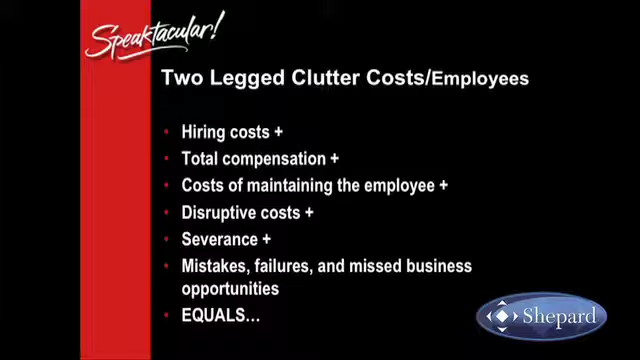 Speaktacular!
Two Legged Clutter Costs/Employees
• Hiring costs +
• Total compensation +
• Costs of maintaining the employee +
• Disruptive costs +
• Severance +
• Mistakes, failures, and missed business
opportunities
• EQUALS…
Shepard